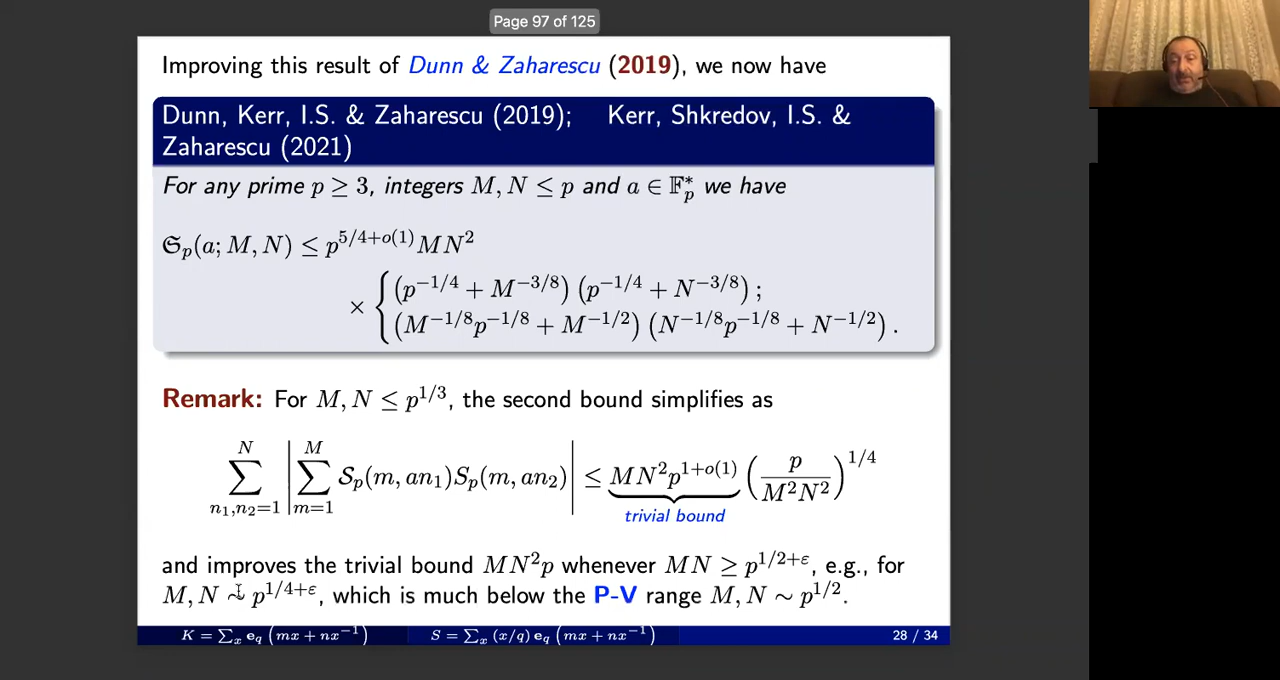 Page 97 of 125
Improving this result of Dunn & Zaharescu (2019), we now have
Dunn, Kerr, I.S. & Zaharescu (2019); Kerr, Shkredov, I.S. &
Zaharescu (2021)
For any prime p ≥ 3, integers M, N ≤ p and a ∈ 𝔽_p^* we have
𝔖_p(a; M, N) ≤ p^{5/4+o(1)} MN^2
× { (p^{-1/4} + M^{-3/8}) (p^{-1/4} + N^{-3/8}) ;
(M^{-1/8}p^{-1/8} + M^{-1/2}) (N^{-1/8}p^{-1/8} + N^{-1/2}) .
Remark: For M, N ≤ p^{1/3}, the second bound simplifies as
∑_{n_1,n_2=1}^{N} |∑_{m=1}^{M} 𝒮_p(m, an_1)S_p(m, an_2)| ≤ MN^2p^{1+o(1)} (p/(M^2N^2))^{1/4}
trivial bound
and improves the trivial bound MN^2p whenever MN ≥ p^{1/2+ε}, e.g., for
M, N ~ p^{1/4+ε}, which is much below the P-V range M, N ~ p^{1/2}.
K = ∑_x e_q (mx + nx^{-1}) S = ∑_x (x/q) e_q (mx + nx^{-1}) 28 / 34